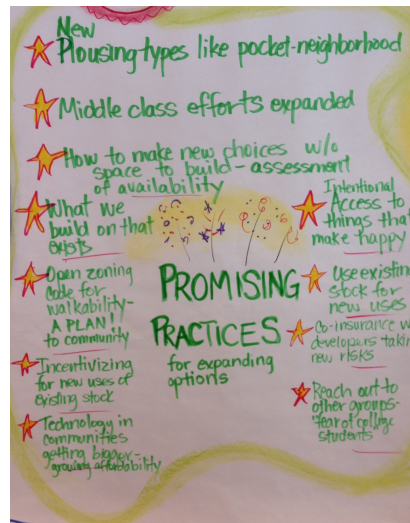 New
Housing types like pocket-neighborhood
Middle class efforts expanded
How to make new choices w/o
space to build - assessment
of availability
What we
build on that
exists
Open zoning
code for
walkability-
A PLAN!
to community
Incentivizing
for new uses of
existing stock
Technology in
communities
getting bigger-
growing affordability
PROMISING
PRACTICES
for expanding
options
Intentional
Access to
things that
make happy
Use existin
stock for
new uses
Co-insurance w
developers takin
new risks
Reach out to
other groups-
fear of college
students